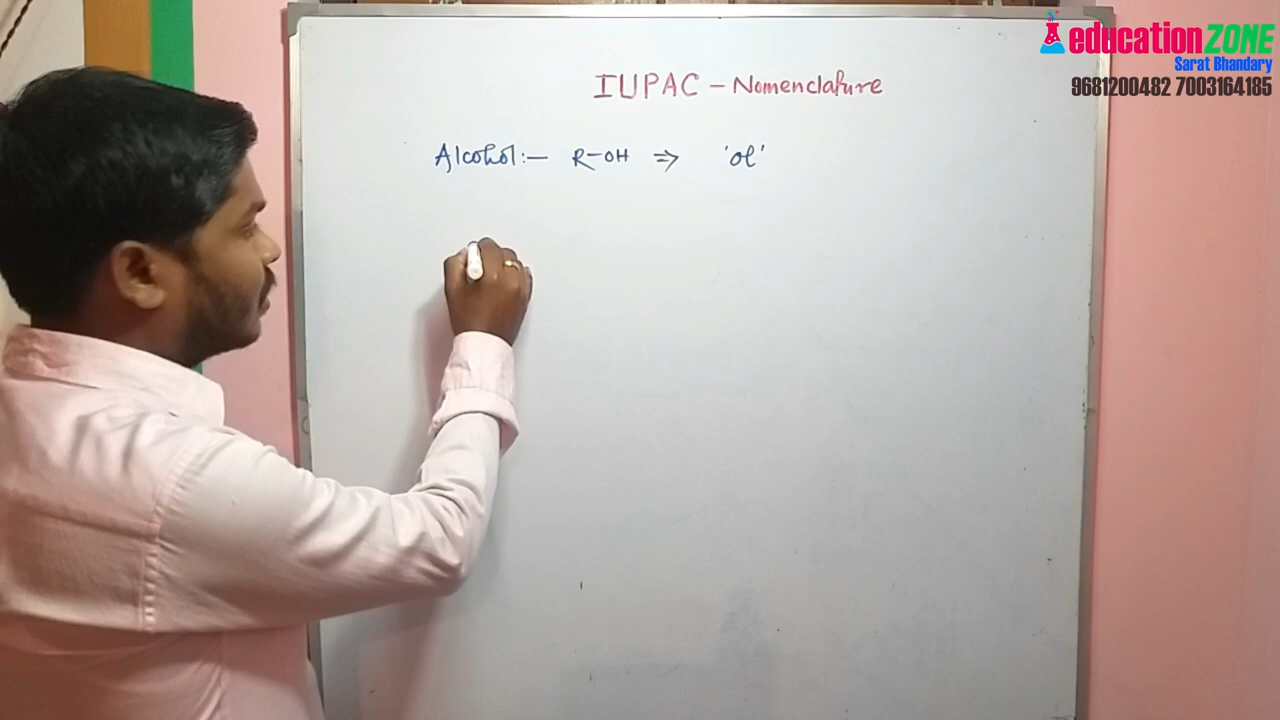 educationZONE
Sarat Bhandary
9681200482 7003164185
IUPAC - Nomenclature
Alcohol:- R-OH ⇒ 'ol'